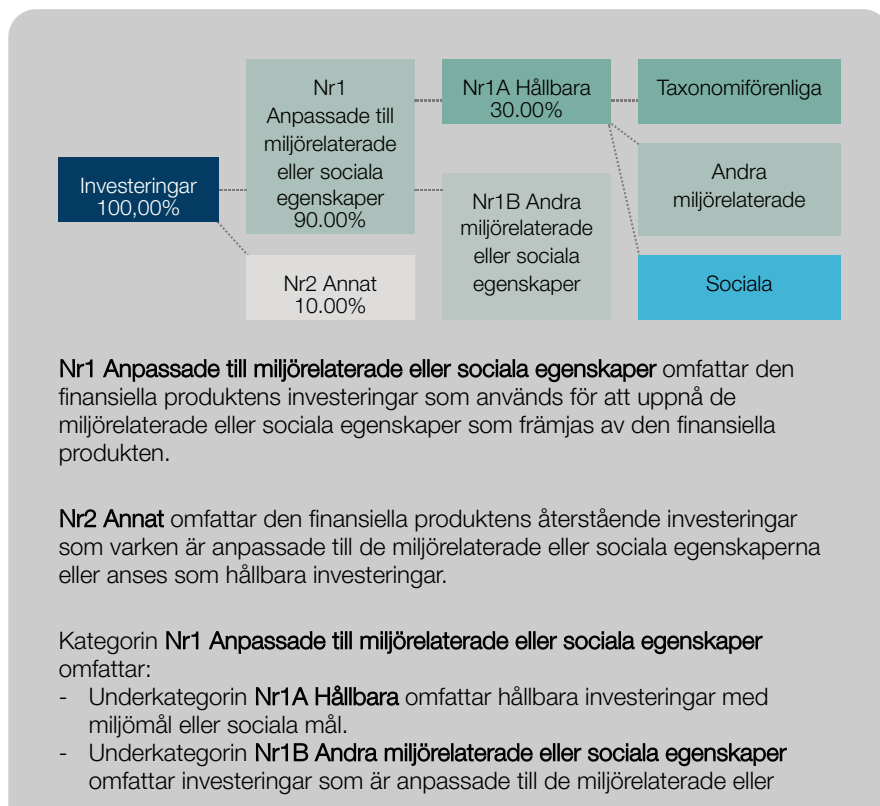 Investeringar
100,00%
Nr1
Anpassade till
miljörelaterade
eller sociala
egenskaper
90.00%
Nr2 Annat
10.00%
Nr1A Hållbara
30.00%
Nr1B Andra
miljörelaterade
eller sociala
egenskaper
Taxonomiförenliga
Andra
miljörelaterade
Sociala
Nr1 Anpassade till miljörelaterade eller sociala egenskaper omfattar den
finansiella produktens investeringar som används för att uppnå de
miljörelaterade eller sociala egenskaper som främjas av den finansiella
produkten.
Nr2 Annat omfattar den finansiella produktens återstående investeringar
som varken är anpassade till de miljörelaterade eller sociala egenskaperna
eller anses som hållbara investeringar.
Kategorin Nr1 Anpassade till miljörelaterade eller sociala egenskaper
omfattar:
- Underkategorin Nr1A Hållbara omfattar hållbara investeringar med
miljömål eller sociala mål.
- Underkategorin Nr1B Andra miljörelaterade eller sociala egenskaper
omfattar investeringar som är anpassade till de miljörelaterade eller